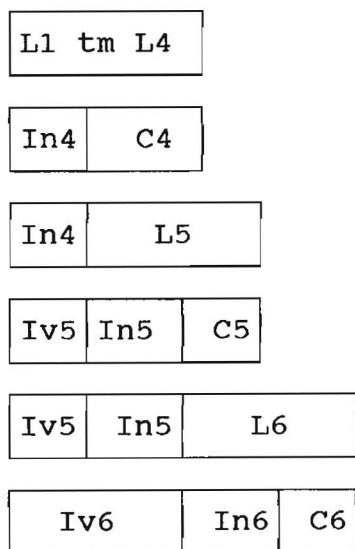 L1 tm L4
In4 C4
In4 L5
Iv5 In5 C5
Iv5 In5 L6
Iv6 In6 C6